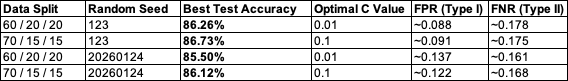 Data Split Random Seed Best Test Accuracy Optimal C Value FPR (Type I) FNR (Type II)
60 / 20 / 20 123 86.26% 0.01 ~0.088 ~0.178
70 / 15 / 15 123 86.73% 0.1 ~0.091 ~0.175
60 / 20 / 20 20260124 85.50% 0.01 ~0.137 ~0.161
70 / 15 / 15 20260124 86.12% 0.1 ~0.122 ~0.168